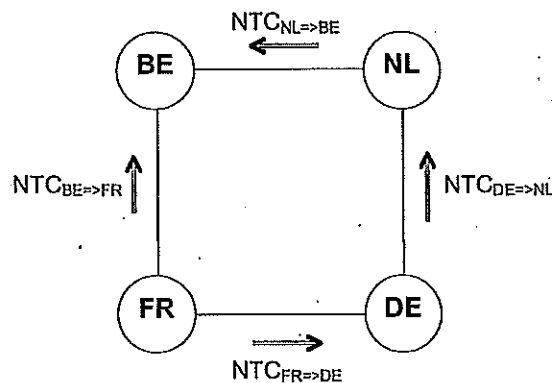 NTCNL=>BE
BE NL
NTCBE=>FR NTCDE=>NL
FR DE
NTCFR=>DE